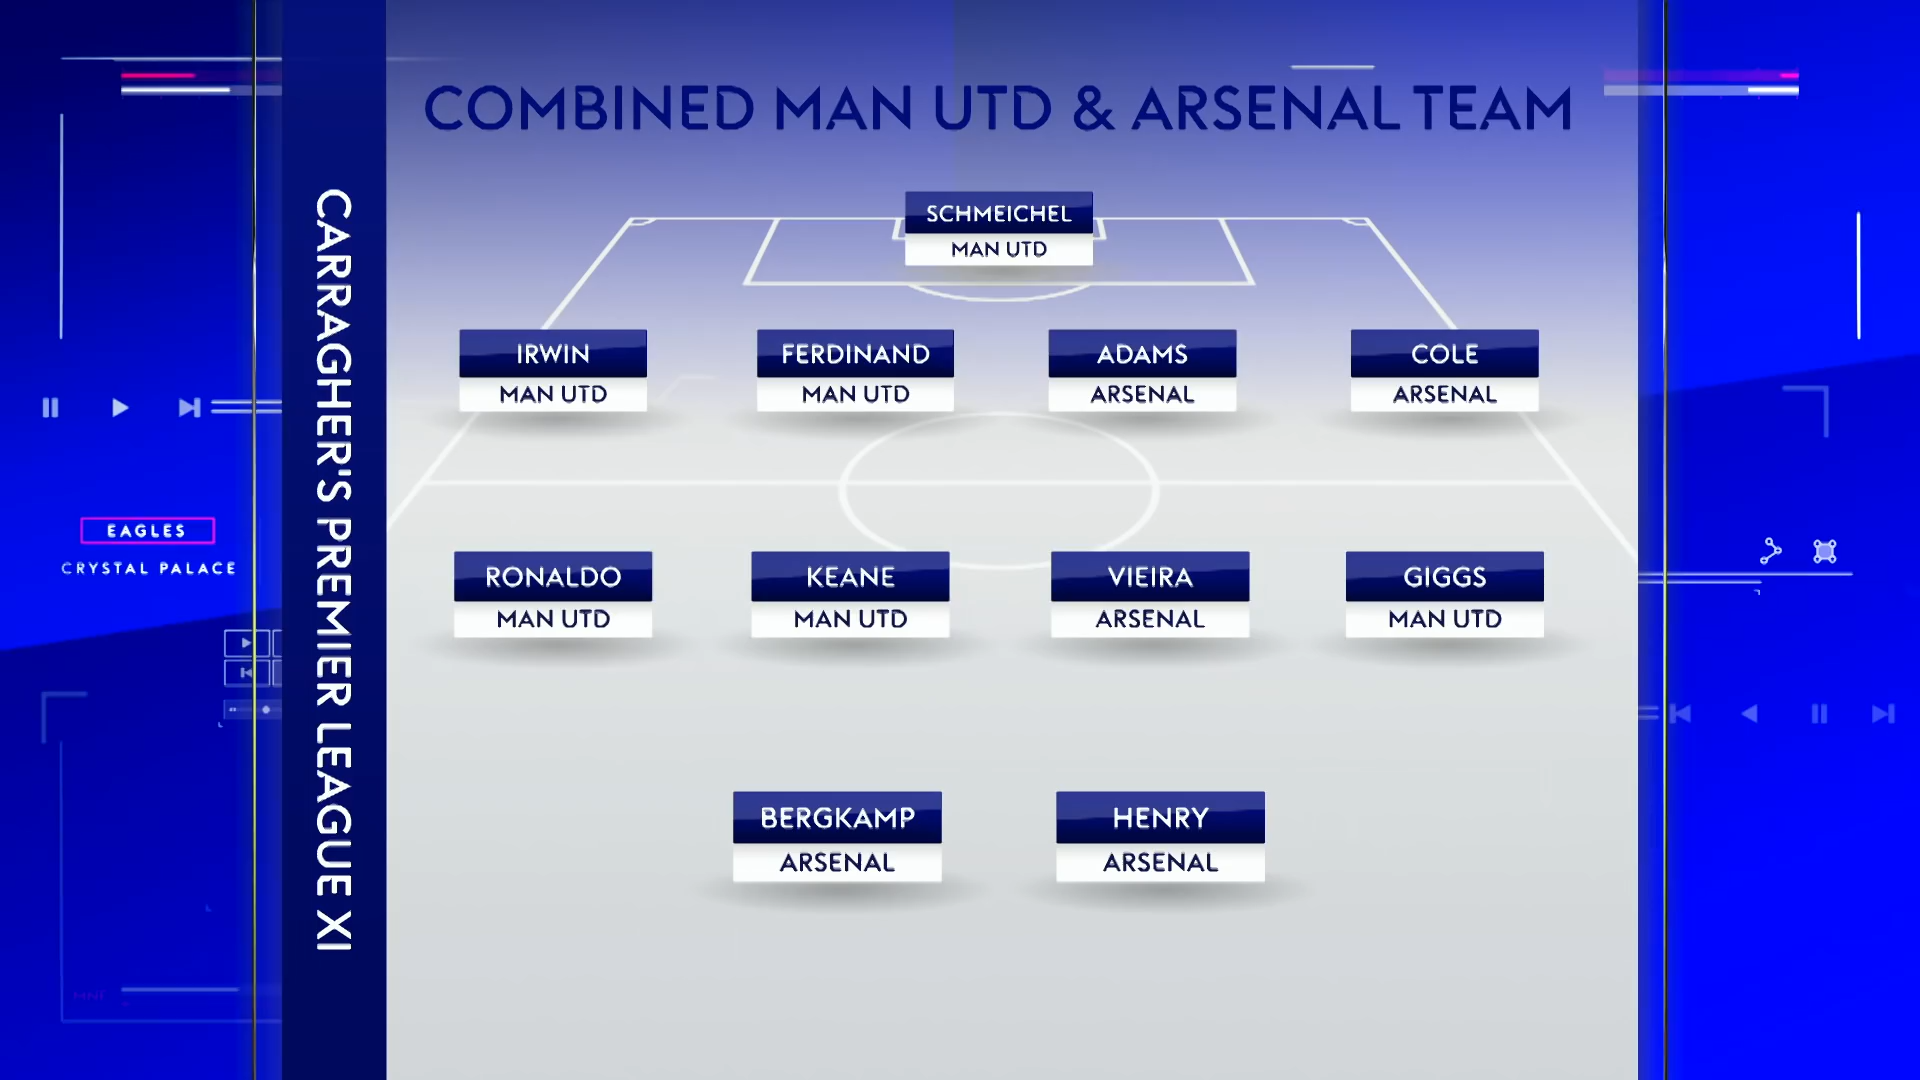 COMBINED MAN UTD & ARSENAL TEAM
CARRAGHER'S PREMIER LEAGUE XI
SCHMEICHEL
MAN UTD
IRWIN
MAN UTD
FERDINAND
MAN UTD
ADAMS
ARSENAL
COLE
ARSENAL
RONALDO
MAN UTD
KEANE
MAN UTD
VIEIRA
ARSENAL
GIGGS
MAN UTD
BERGKAMP
ARSENAL
HENRY
ARSENAL
EAGLES
CRYSTAL PALACE
MNF